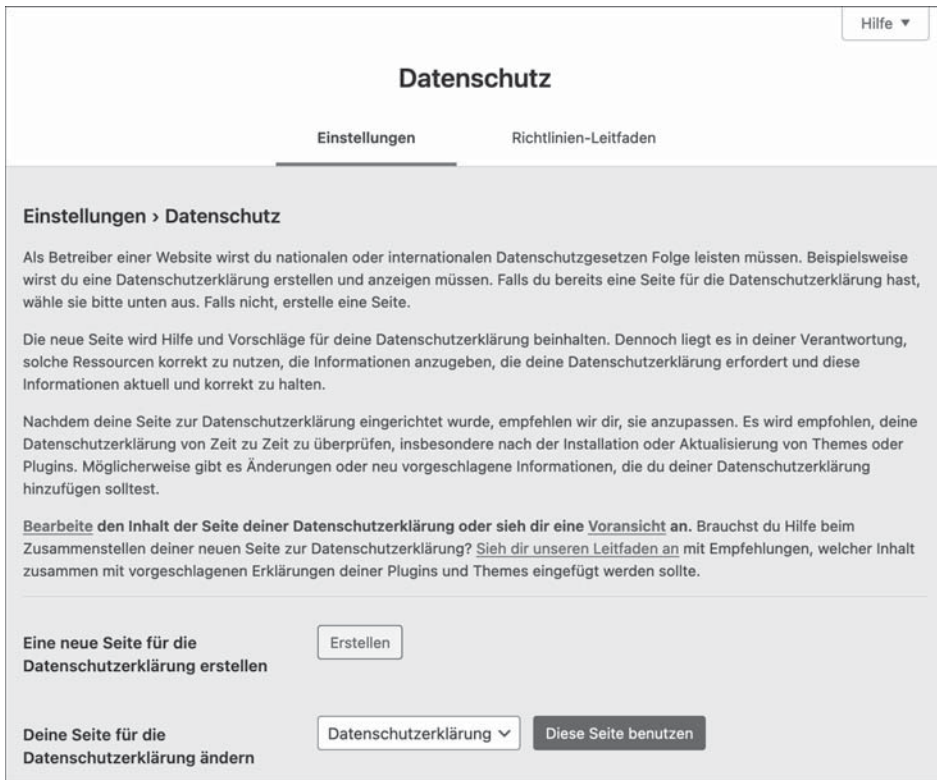 Hilfe ▼
Datenschutz
Einstellungen
Richtlinien-Leitfaden
Einstellungen › Datenschutz
Als Betreiber einer Website wirst du nationalen oder internationalen Datenschutzgesetzen Folge leisten müssen. Beispielsweise
wirst du eine Datenschutzerklärung erstellen und anzeigen müssen. Falls du bereits eine Seite für die Datenschutzerklärung hast,
wähle sie bitte unten aus. Falls nicht, erstelle eine Seite.
Die neue Seite wird Hilfe und Vorschläge für deine Datenschutzerklärung beinhalten. Dennoch liegt es in deiner Verantwortung,
solche Ressourcen korrekt zu nutzen, die Informationen anzugeben, die deine Datenschutzerklärung erfordert und diese
Informationen aktuell und korrekt zu halten.
Nachdem deine Seite zur Datenschutzerklärung eingerichtet wurde, empfehlen wir dir, sie anzupassen. Es wird empfohlen, deine
Datenschutzerklärung von Zeit zu Zeit zu überprüfen, insbesondere nach der Installation oder Aktualisierung von Themes oder
Plugins. Möglicherweise gibt es Änderungen oder neu vorgeschlagene Informationen, die du deiner Datenschutzerklärung
hinzufügen solltest.
Bearbeite den Inhalt der Seite deiner Datenschutzerklärung oder sieh dir eine Voransicht an. Brauchst du Hilfe beim
Zusammenstellen deiner neuen Seite zur Datenschutzerklärung? Sieh dir unseren Leitfaden an mit Empfehlungen, welcher Inhalt
zusammen mit vorgeschlagenen Erklärungen deiner Plugins und Themes eingefügt werden sollte.
Eine neue Seite für die
Datenschutzerklärung erstellen
Erstellen
Deine Seite für die
Datenschutzerklärung ändern
Datenschutzerklärung
Diese Seite benutzen